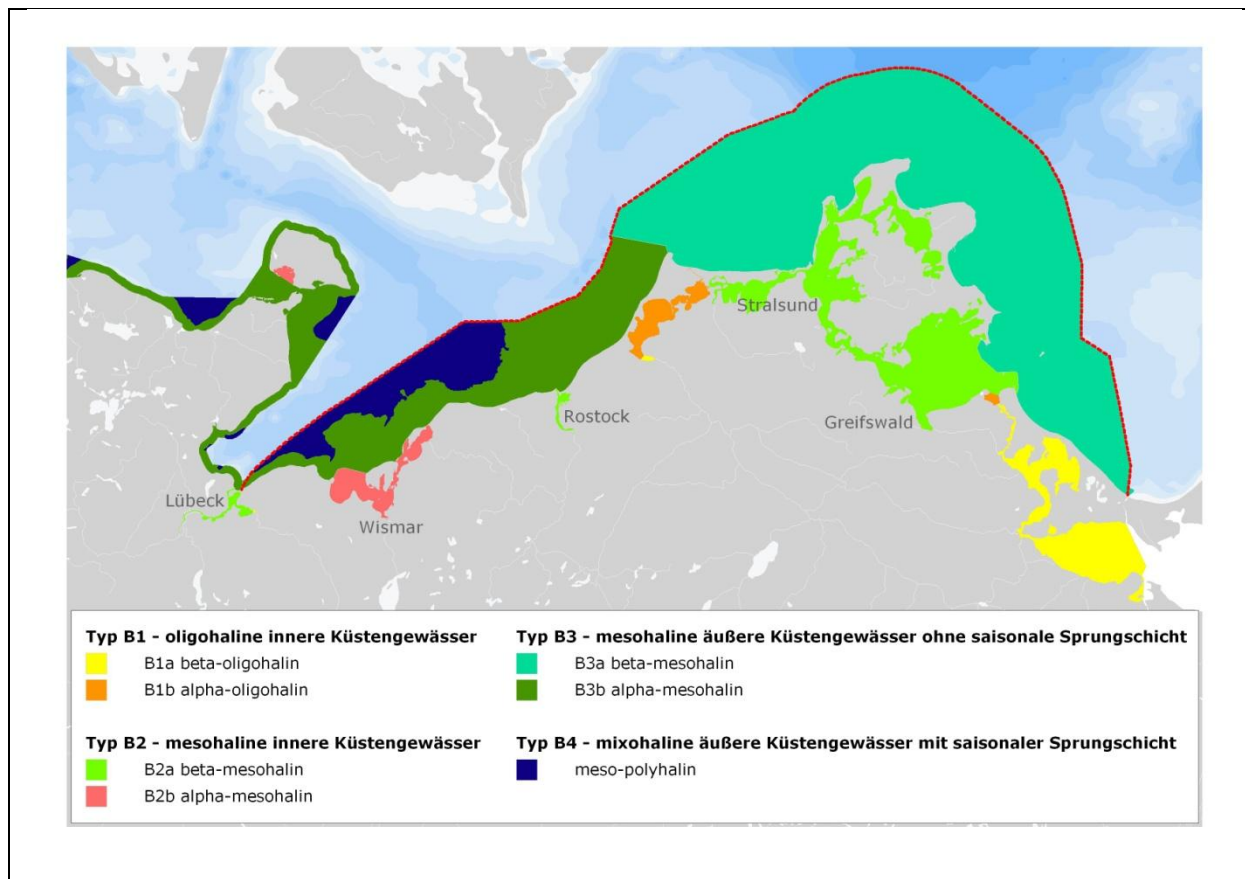 Stralsund
Rostock
Greifswald
Lübeck
Wismar
Typ B1 - oligohaline innere Küstengewässer
B1a beta-oligohalin
B1b alpha-oligohalin
Typ B2 - mesohaline innere Küstengewässer
B2a beta-mesohalin
B2b alpha-mesohalin
Typ B3 - mesohaline äußere Küstengewässer ohne saisonale Sprungschicht
B3a beta-mesohalin
B3b alpha-mesohalin
Typ B4 - mixohaline äußere Küstengewässer mit saisonaler Sprungschicht
meso-polyhalin